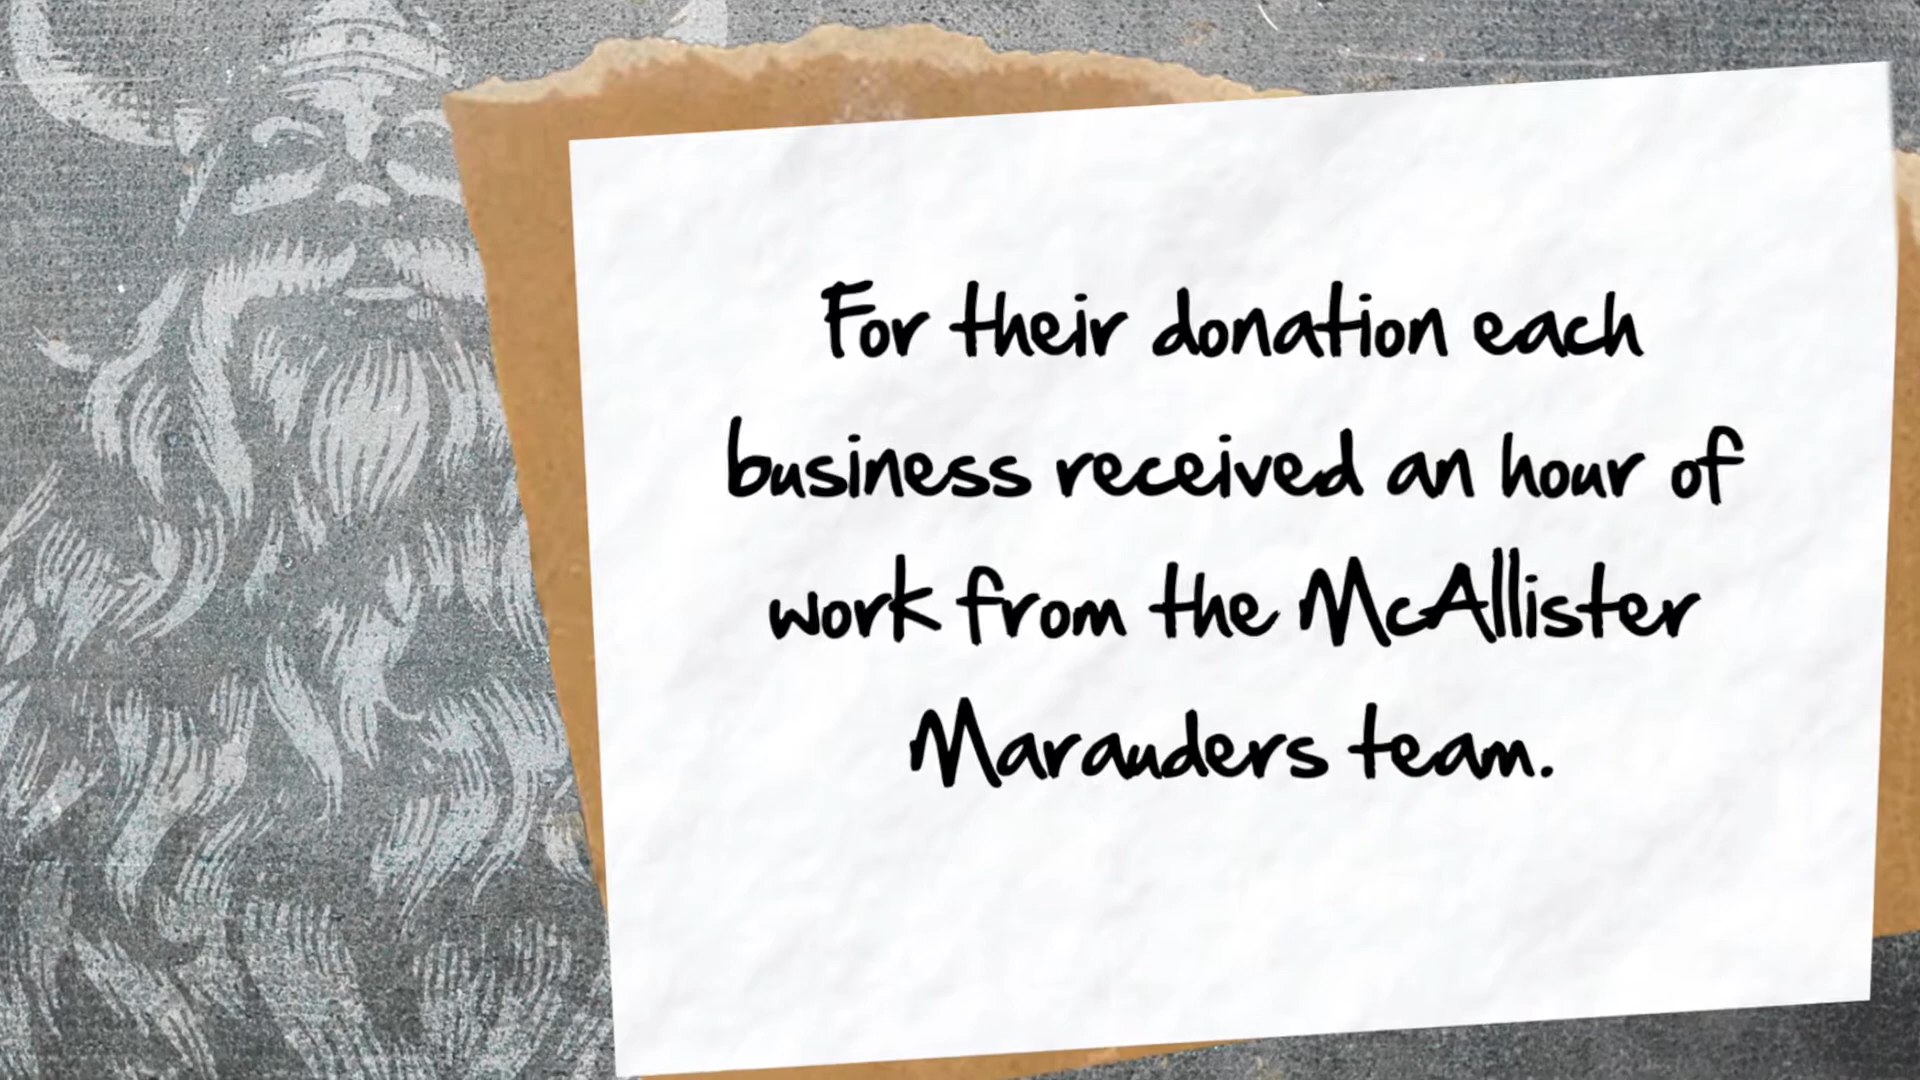 For their donation each
business received an hour of
work from the McAllister
Marauders team.